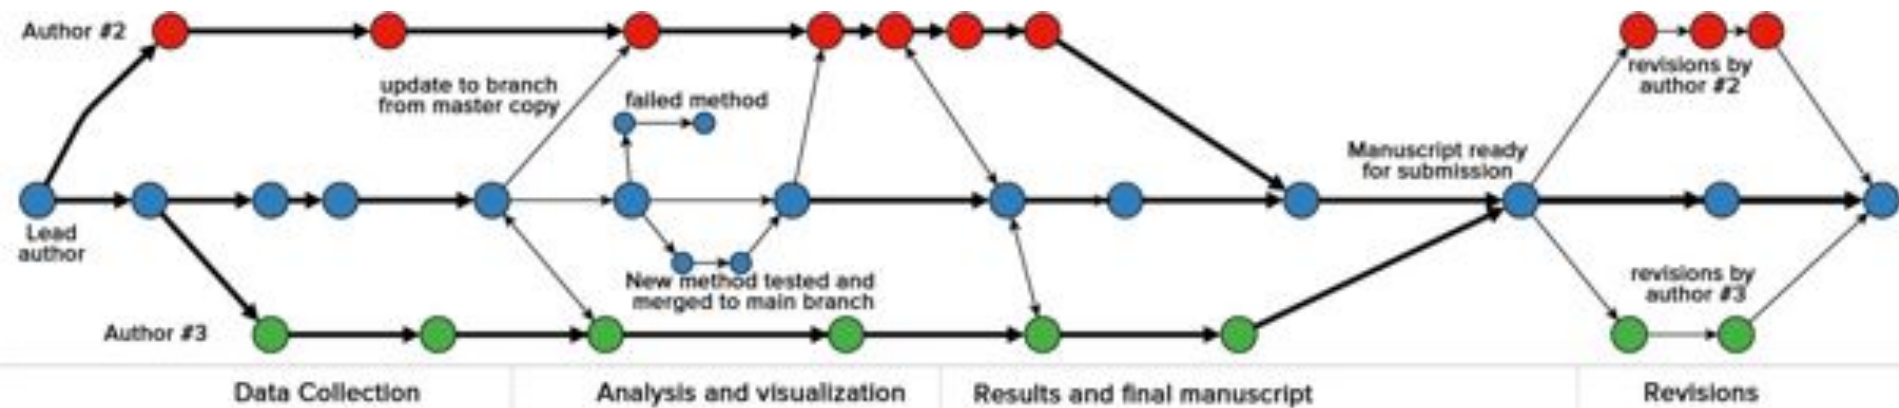 Author #2
update to branch
from master copy
failed method
Lead
author
New method tested and
merged to main branch
Author #3
Manuscript ready
for submission
revisions by
author #2
revisions by
author #3
Data Collection
Analysis and visualization
Results and final manuscript
Revisions